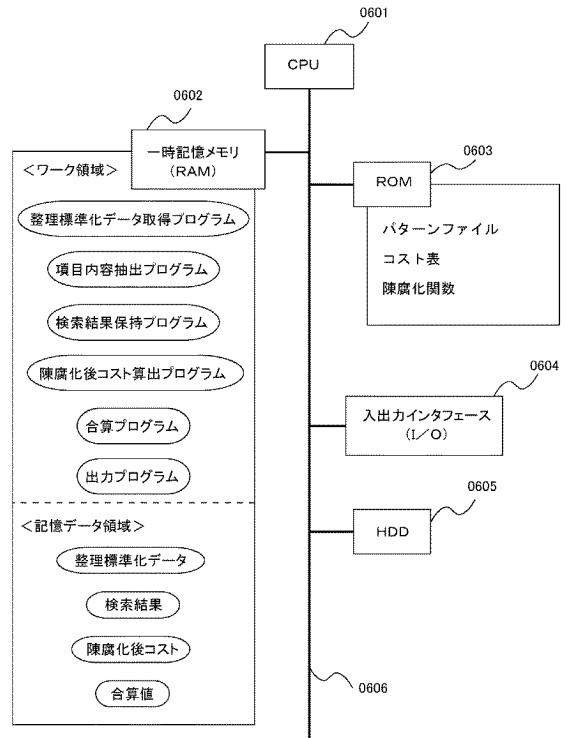 0601
CPU
0602
一時記憶メモリ
(RAM)
<ワーク領域>
整理標準化データ取得プログラム
項目内容抽出プログラム
検索結果保持プログラム
陳腐化後コスト算出プログラム
合算プログラム
出力プログラム
<記憶データ領域>
整理標準化データ
検索結果
陳腐化後コスト
合算値
0603
ROM
パターンファイル
コスト表
陳腐化関数
0604
入出力インタフェース
(I/O)
0605
HDD
0606